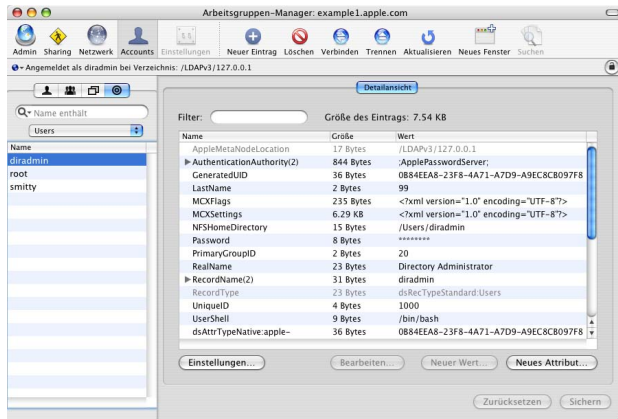 Arbeitsgruppen-Manager: example1.apple.com
Admin Sharing Netzwerk Accounts Einstellungen Neuer Eintrag Löschen Verbinden Trennen Aktualisieren Neues Fenster Suchen
Angemeldet als diradmin bei Verzeichnis: /LDAPv3/127.0.0.1
Detailansicht
Name enthält
Users
Name
diradmin
root
smitty
Filter: Größe des Eintrags: 7.54 KB
Name Größe Wert
AppleMetaNodeLocation 17 Bytes /LDAPv3/127.0.0.1
AuthenticationAuthority(2) 844 Bytes ;ApplePasswordServer;
GeneratedUID 36 Bytes 0B84EEA8-23F8-4A71-A7D9-A9EC8CB097F8
LastName 2 Bytes 99
MCXFlags 235 Bytes <?xml version="1.0" encoding="UTF-8"?>
MCXSettings 6.29 KB <?xml version="1.0" encoding="UTF-8"?>
NFSHomeDirectory 15 Bytes /Users/diradmin
Password 8 Bytes ********
PrimaryGroupID 2 Bytes 20
RealName 23 Bytes Directory Administrator
RecordName(2) 31 Bytes diradmin
RecordType 23 Bytes dsRecTypeStandard:Users
UniqueID 4 Bytes 1000
UserShell 9 Bytes /bin/bash
dsAttrTypeNative:apple- 36 Bytes 0B84EEA8-23F8-4A71-A7D9-A9EC8CB097F8
Einstellungen... Bearbeiten... Neuer Wert... Neues Attribut...
Zurücksetzen Sichern